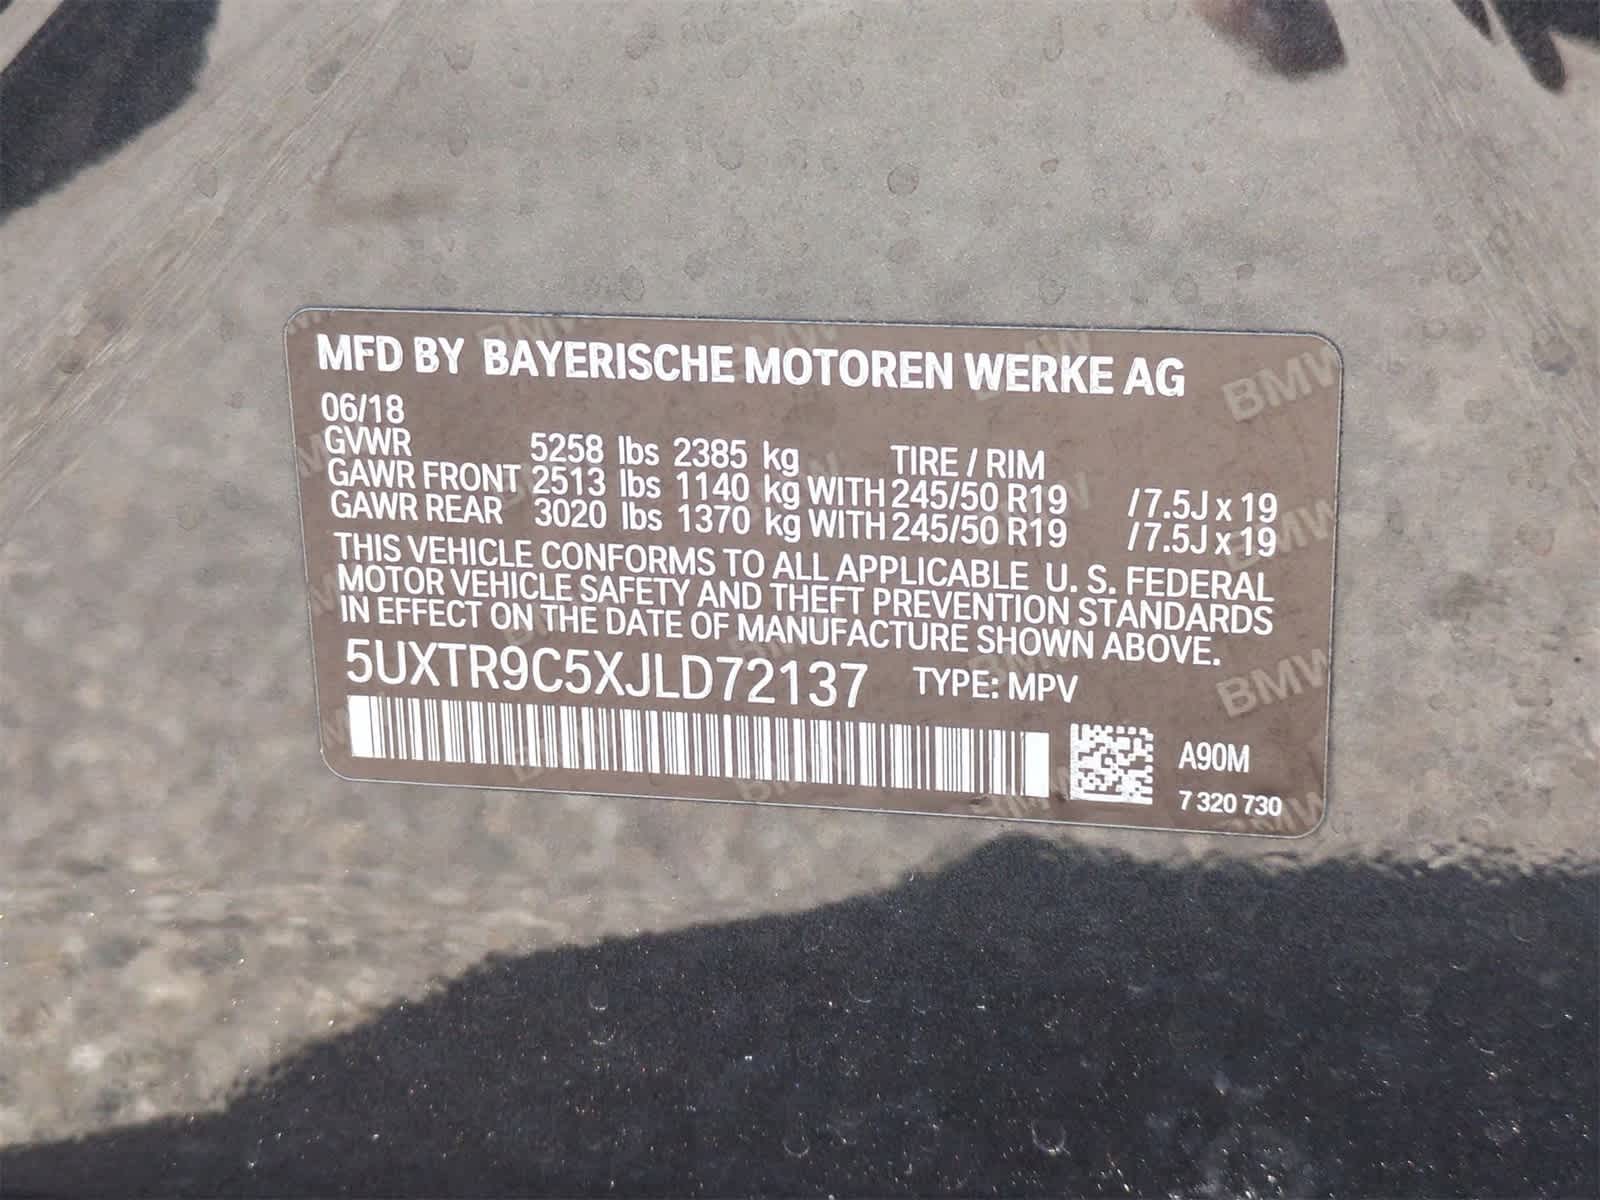 MFD BY BAYERISCHE MOTOREN WERKE AG
06/18
GVWR 5258 lbs 2385 kg TIRE / RIM
GAWR FRONT 2513 lbs 1140 kg WITH 245/50 R19 /7.5J x 19
GAWR REAR 3020 lbs 1370 kg WITH 245/50 R19 /7.5J x 19
THIS VEHICLE CONFORMS TO ALL APPLICABLE U. S. FEDERAL
MOTOR VEHICLE SAFETY AND THEFT PREVENTION STANDARDS
IN EFFECT ON THE DATE OF MANUFACTURE SHOWN ABOVE.
5UXTR9C5XJLD72137 TYPE: MPV
A90M
7 320 730